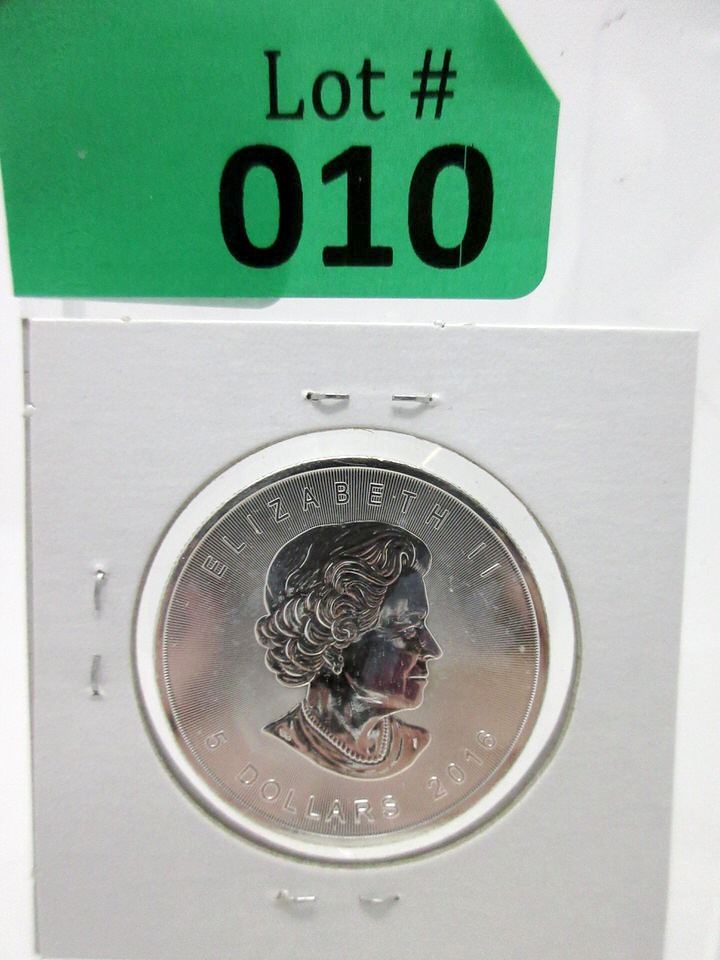 Lot #
010
ELIZABETH II
5 DOLLARS 2016